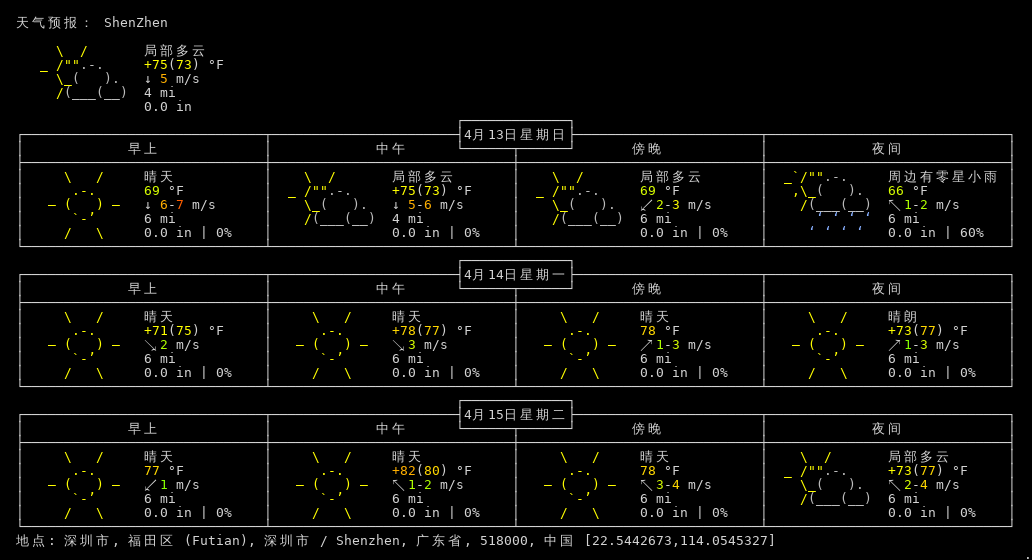 天气预报： ShenZhen
局部多云
+75(73) °F
↓ 5 m/s
4 mi
0.0 in
4月13日星期日
早上 中午 傍晚 夜间
晴天 局部多云 局部多云 周边有零星小雨
69 °F +75(73) °F 69 °F 66 °F
↓ 6-7 m/s ↓ 5-6 m/s ↙2-3 m/s ↖1-2 m/s
6 mi 4 mi 6 mi 6 mi
0.0 in | 0% 0.0 in | 0% 0.0 in | 0% 0.0 in | 60%
4月14日星期一
早上 中午 傍晚 夜间
晴天 晴天 晴天 晴朗
+71(75) °F +78(77) °F 78 °F +73(77) °F
↘2 m/s ↘3 m/s ↗1-3 m/s ↗1-3 m/s
6 mi 6 mi 6 mi 6 mi
0.0 in | 0% 0.0 in | 0% 0.0 in | 0% 0.0 in | 0%
4月15日星期二
早上 中午 傍晚 夜间
晴天 晴天 晴天 局部多云
77 °F +82(80) °F 78 °F +73(77) °F
↙1 m/s ↖1-2 m/s ↖3-4 m/s ↖2-4 m/s
6 mi 6 mi 6 mi 6 mi
0.0 in | 0% 0.0 in | 0% 0.0 in | 0% 0.0 in | 0%
地点: 深圳市, 福田区 (Futian), 深圳市 / Shenzhen, 广东省, 518000, 中国 [22.5442673,114.0545327]